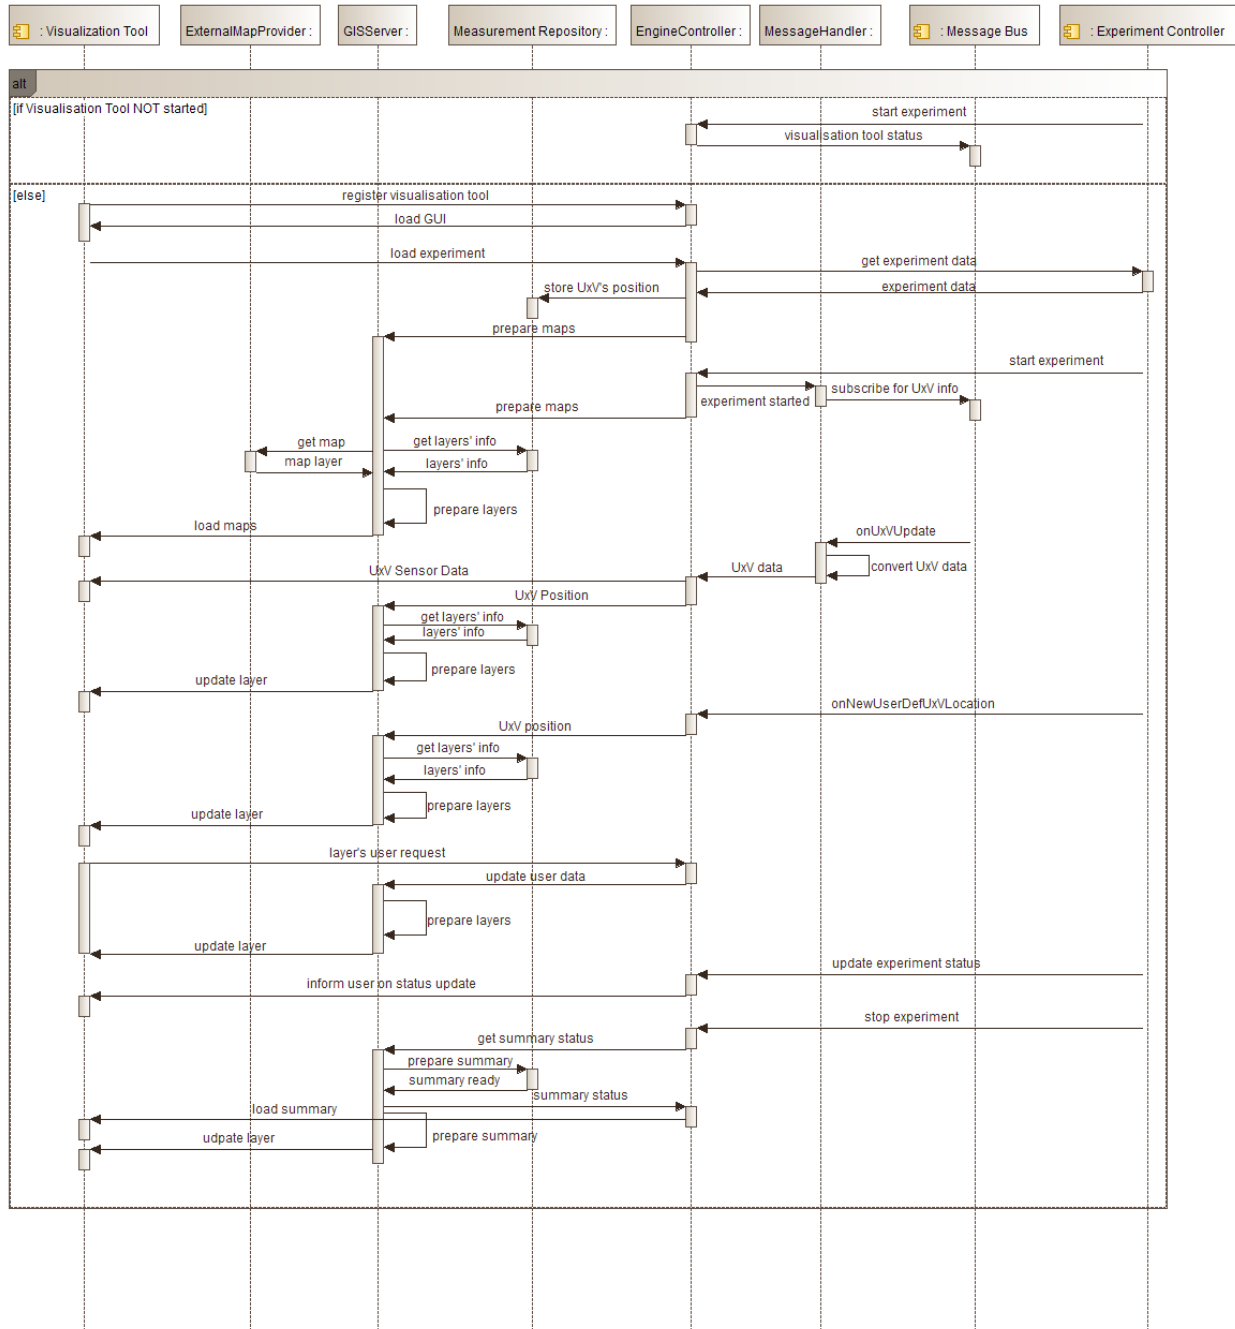 : Visualization Tool
ExternalMapProvider :
GISServer :
Measurement Repository :
EngineController :
MessageHandler :
: Message Bus
: Experiment Controller
alt
[if Visualisation Tool NOT started]
start experiment
visualisation tool status
[else]
register visualisation tool
load GUI
load experiment
get experiment data
experiment data
store UxV's position
prepare maps
start experiment
experiment started
subscribe for UxV info
prepare maps
get map
get layers' info
map layer
layers' info
prepare layers
load maps
onUxVUpdate
UxV data
convert UxV data
UxV Sensor Data
UxV Position
get layers' info
layers' info
prepare layers
update layer
onNewUserDefUxVLocation
UxV position
get layers' info
layers' info
prepare layers
update layer
layer's user request
update user data
prepare layers
update layer
update experiment status
inform user on status update
stop experiment
get summary status
prepare summary
summary ready
summary status
load summary
prepare summary
udpate layer